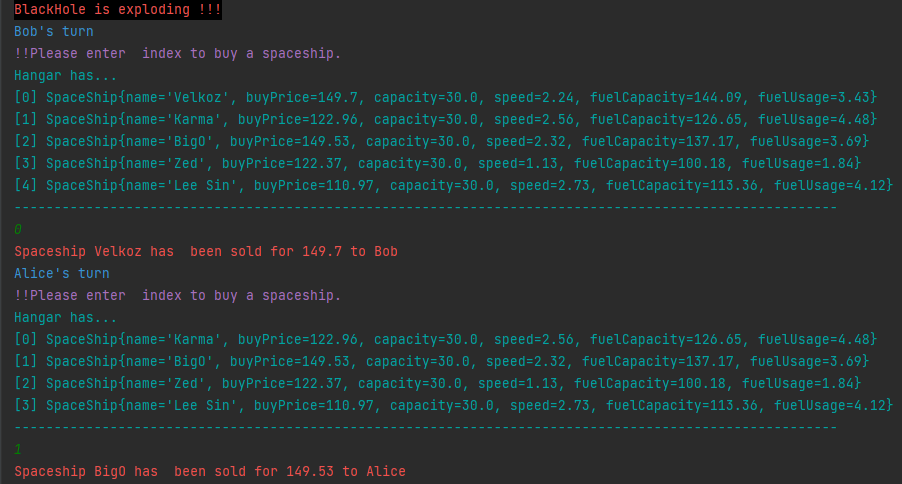 BlackHole is exploding !!!
Bob's turn
!!Please enter  index to buy a spaceship.
Hangar has...
[0] SpaceShip{name='Velkoz', buyPrice=149.7, capacity=30.0, speed=2.24, fuelCapacity=144.09, fuelUsage=3.43}
[1] SpaceShip{name='Karma', buyPrice=122.96, capacity=30.0, speed=2.56, fuelCapacity=126.65, fuelUsage=4.48}
[2] SpaceShip{name='BigO', buyPrice=149.53, capacity=30.0, speed=2.32, fuelCapacity=137.17, fuelUsage=3.69}
[3] SpaceShip{name='Zed', buyPrice=122.37, capacity=30.0, speed=1.13, fuelCapacity=100.18, fuelUsage=1.84}
[4] SpaceShip{name='Lee Sin', buyPrice=110.97, capacity=30.0, speed=2.73, fuelCapacity=113.36, fuelUsage=4.12}
-------------------------------------------------------------------------------------------------------
0
Spaceship Velkoz has  been sold for 149.7 to Bob
Alice's turn
!!Please enter  index to buy a spaceship.
Hangar has...
[0] SpaceShip{name='Karma', buyPrice=122.96, capacity=30.0, speed=2.56, fuelCapacity=126.65, fuelUsage=4.48}
[1] SpaceShip{name='BigO', buyPrice=149.53, capacity=30.0, speed=2.32, fuelCapacity=137.17, fuelUsage=3.69}
[2] SpaceShip{name='Zed', buyPrice=122.37, capacity=30.0, speed=1.13, fuelCapacity=100.18, fuelUsage=1.84}
[3] SpaceShip{name='Lee Sin', buyPrice=110.97, capacity=30.0, speed=2.73, fuelCapacity=113.36, fuelUsage=4.12}
-------------------------------------------------------------------------------------------------------
1
Spaceship BigO has  been sold for 149.53 to Alice